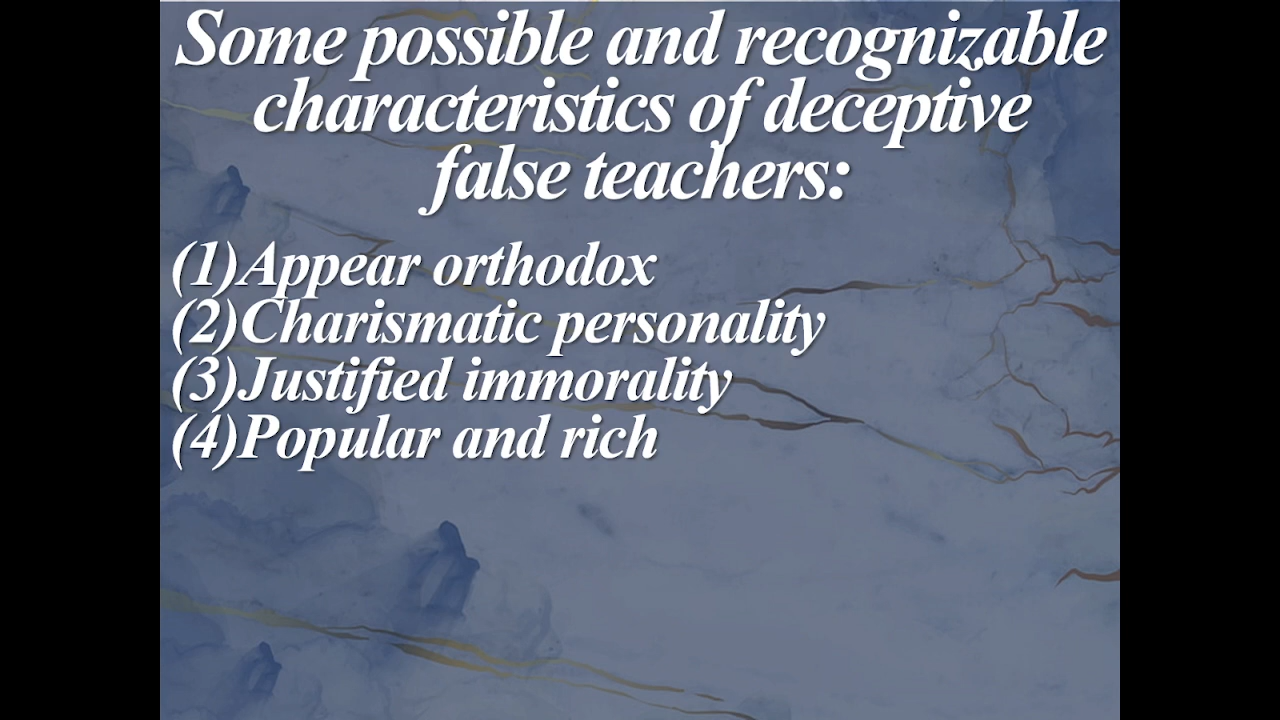 Some possible and recognizable
characteristics of deceptive
false teachers:
(1)Appear orthodox
(2)Charismatic personality
(3)Justified immorality
(4)Popular and rich